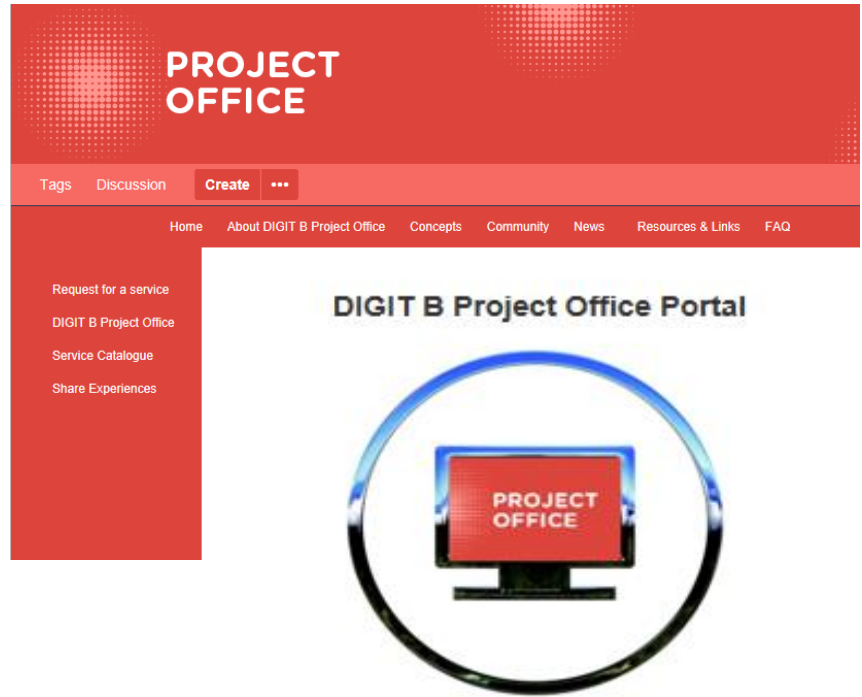 PROJECT
OFFICE
Tags Discussion Create •••
Home About DIGIT B Project Office Concepts Community News Resources & Links FAQ
Request for a service
DIGIT B Project Office
Service Catalogue
Share Experiences
DIGIT B Project Office Portal
PROJECT
OFFICE